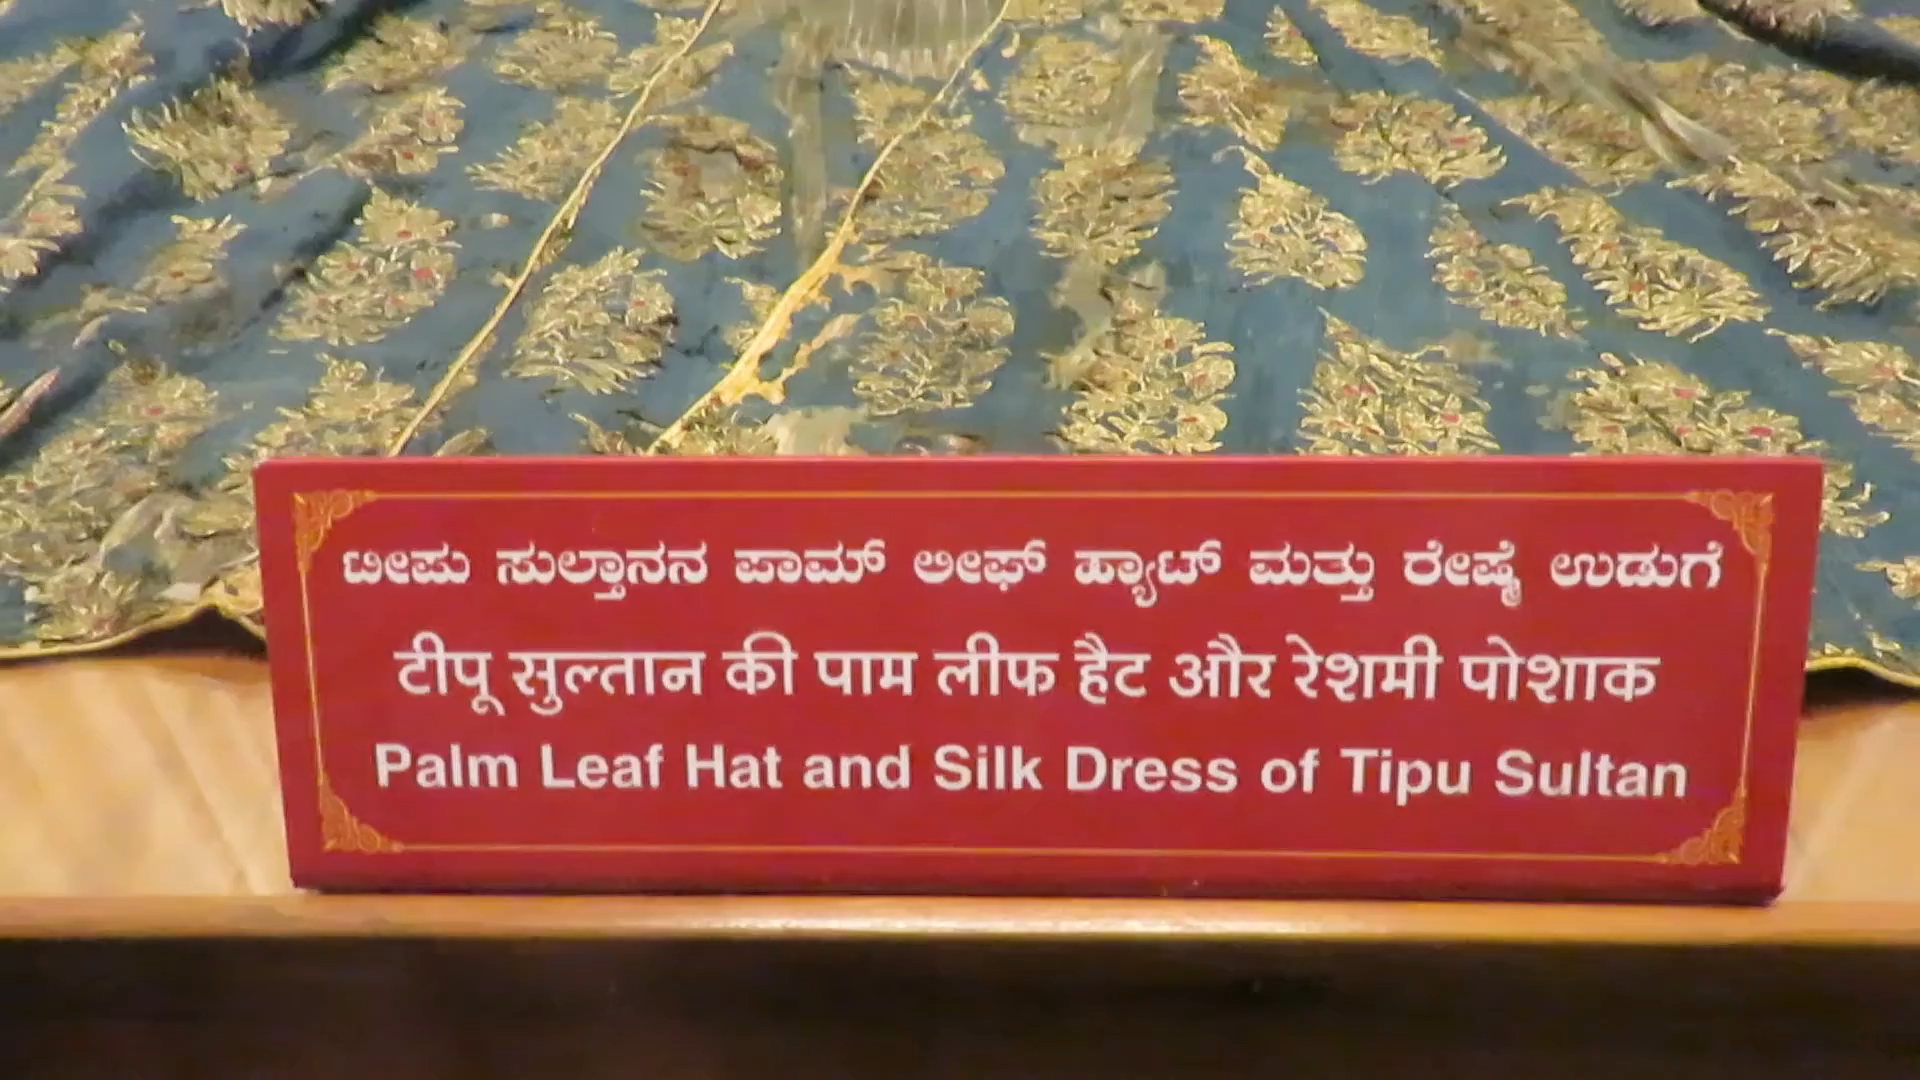 ಟೀಪು ಸುಲ್ತಾನನ ಪಾಮ್ ಲೀಫ್ ಹ್ಯಾಟ್ ಮತ್ತು ರೇಷ್ಮೆ ಉಡುಗೆ
टीपू सुल्तान की पाम लीफ हैट और रेशमी पोशाक
Palm Leaf Hat and Silk Dress of Tipu Sultan